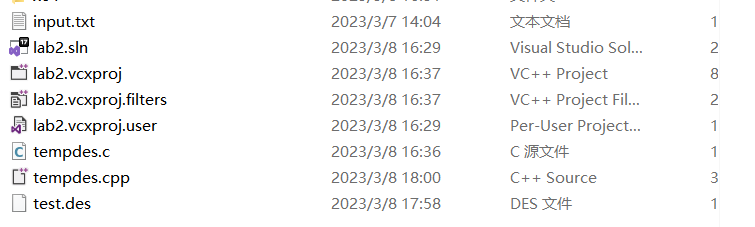 input.txt 2023/3/7 14:04 文本文档 1
lab2.sln 2023/3/8 16:29 Visual Studio Sol... 2
lab2.vcxproj 2023/3/8 16:37 VC++ Project 8
lab2.vcxproj.filters 2023/3/8 16:37 VC++ Project Fil... 2
lab2.vcxproj.user 2023/3/8 16:29 Per-User Project... 1
tempdes.c 2023/3/8 16:36 C 源文件 1
tempdes.cpp 2023/3/8 18:00 C++ Source 3
test.des 2023/3/8 17:58 DES 文件 1